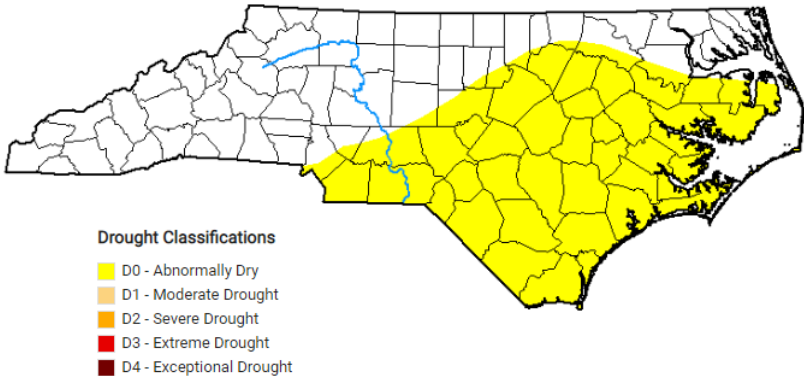 Drought Classifications
D0 - Abnormally Dry
D1 - Moderate Drought
D2 - Severe Drought
D3 - Extreme Drought
D4 - Exceptional Drought